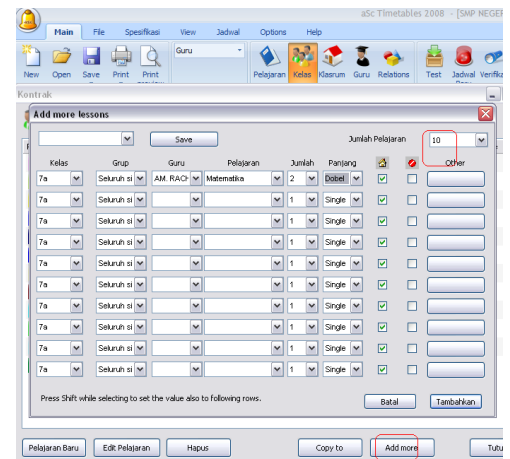 aSc Timetables 2008 - [SMP NEGER
Main File Spesifikasi View Jadwal Options Help
Guru
New Open Save Print Print Pelajaran Kelas Klasrum Guru Relations Test Jadwal Verifika
Kontrak
Add more lessons
Save Jumlah Pelajaran 10
Kelas Grup Guru Pelajaran Jumlah Panjang Other
7a Seluruh si AM. RACH Matematika 2 Dobel
7a Seluruh si 1 Single
7a Seluruh si 1 Single
7a Seluruh si 1 Single
7a Seluruh si 1 Single
7a Seluruh si 1 Single
7a Seluruh si 1 Single
7a Seluruh si 1 Single
7a Seluruh si 1 Single
7a Seluruh si 1 Single
Press Shift while selecting to set the value also to following rows.
Batal Tambahkan
Pelajaran Baru Edit Pelajaran Hapus Copy to Add more Tutu